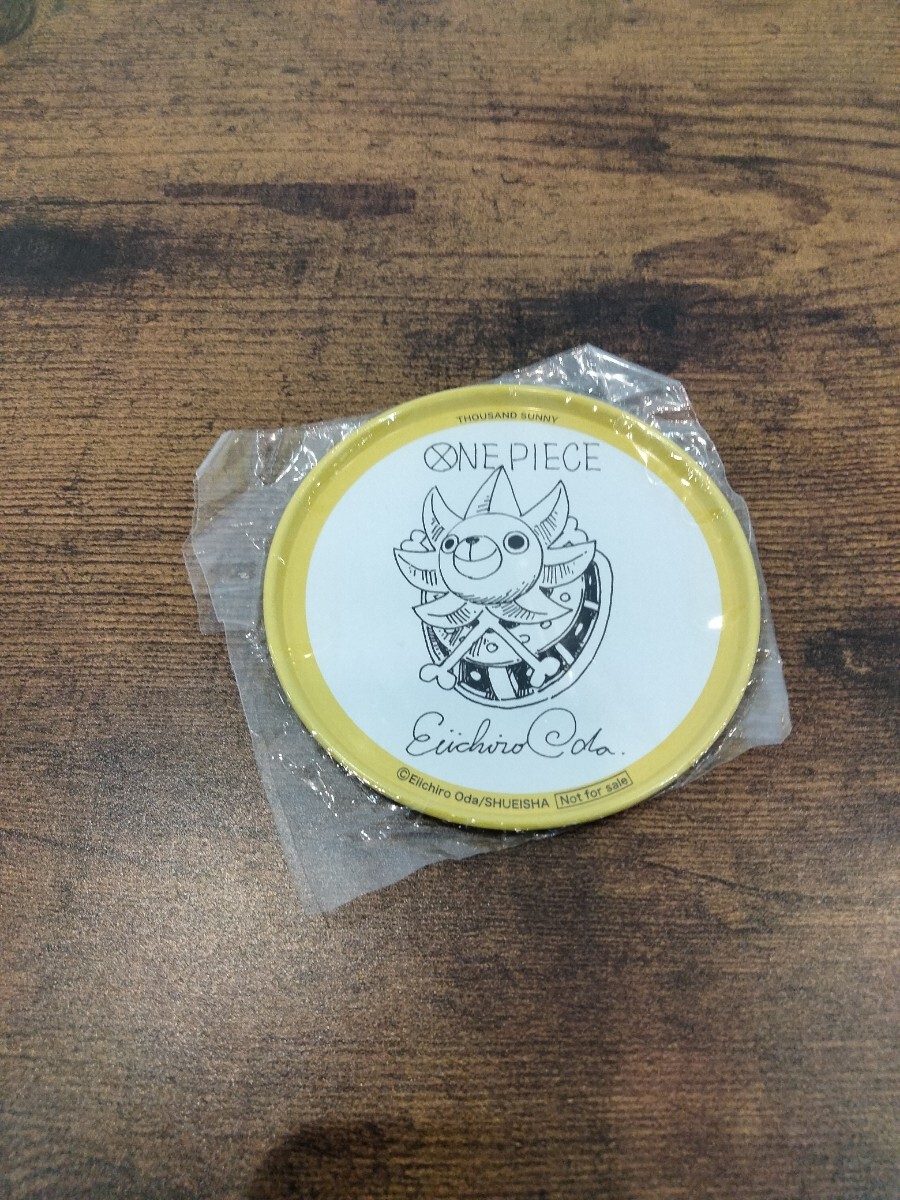 THOUSAND SUNNY
ONE PIECE
Eiichiro Oda.
©Eiichiro Oda/SHUEISHA Not for sale